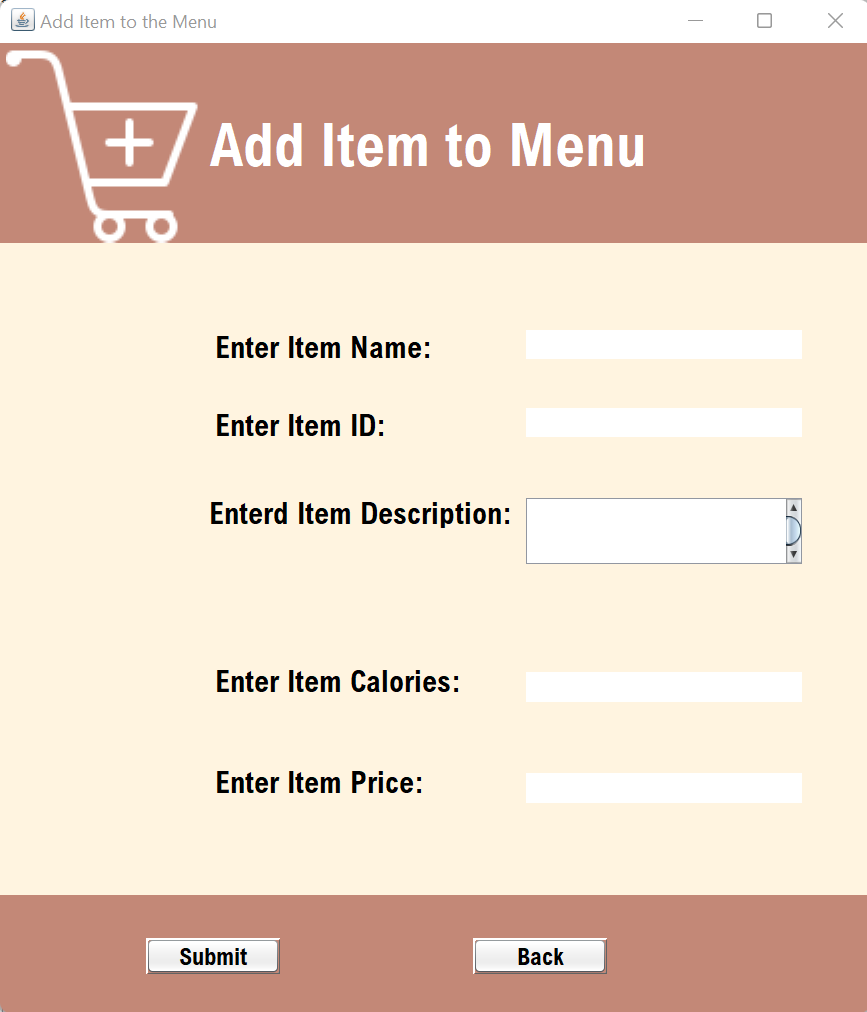 Add Item to the Menu
Add Item to Menu
Enter Item Name:
Enter Item ID:
Enterd Item Description:
Enter Item Calories:
Enter Item Price:
Submit Back